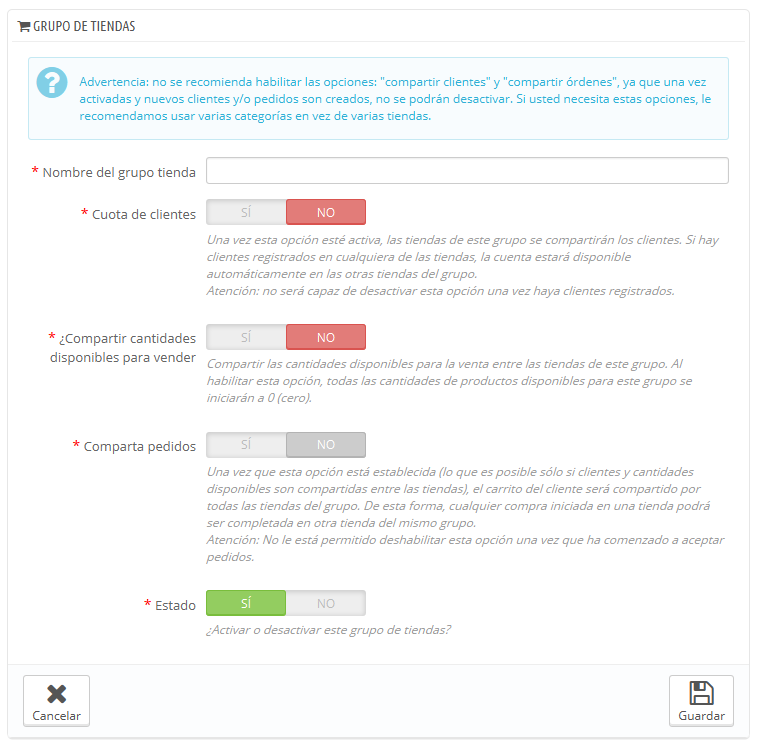 GRUPO DE TIENDAS
Advertencia: no se recomienda habilitar las opciones: "compartir clientes" y "compartir órdenes", ya que una vez
activadas y nuevos clientes y/o pedidos son creados, no se podrán desactivar. Si usted necesita estas opciones, le
recomendamos usar varias categorías en vez de varias tiendas.
* Nombre del grupo tienda
* Cuota de clientes
SÍ NO
Una vez esta opción esté activa, las tiendas de este grupo se compartirán los clientes. Si hay
clientes registrados en cualquiera de las tiendas, la cuenta estará disponible
automáticamente en las otras tiendas del grupo.
Atención: no será capaz de desactivar esta opción una vez haya clientes registrados.
* ¿Compartir cantidades
disponibles para vender
SÍ NO
Compartir las cantidades disponibles para la venta entre las tiendas de este grupo. Al
habilitar esta opción, todas las cantidades de productos disponibles para este grupo se
iniciarán a 0 (cero).
* Comparta pedidos
SÍ NO
Una vez que esta opción está establecida (lo que es posible sólo si clientes y cantidades
disponibles son compartidas entre las tiendas), el carrito del cliente será compartido por
todas las tiendas del grupo. De esta forma, cualquier compra iniciada en una tienda podrá
ser completada en otra tienda del mismo grupo.
Atención: No le está permitido deshabilitar esta opción una vez que ha comenzado a aceptar
pedidos.
* Estado
SÍ NO
¿Activar o desactivar este grupo de tiendas?
Cancelar
Guardar